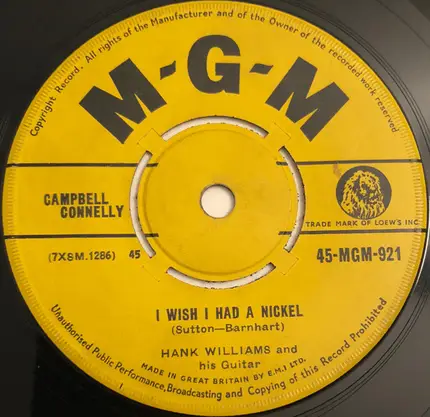 Copyright Record. All rights of the Manufacturer and of the Owner of the recorded work reserved
M-G-M
CAMPBELL
CONNELLY
TRADE MARK OF LOEW'S INC
(7XSM.1286) 45
45-MGM-921
I WISH I HAD A NICKEL
(Sutton—Barnhart)
HANK WILLIAMS and
his Guitar
MADE IN GREAT BRITAIN BY E.M.I LTD.
Unauthorised Public Performance, Broadcasting and Copying of this Record Prohibited